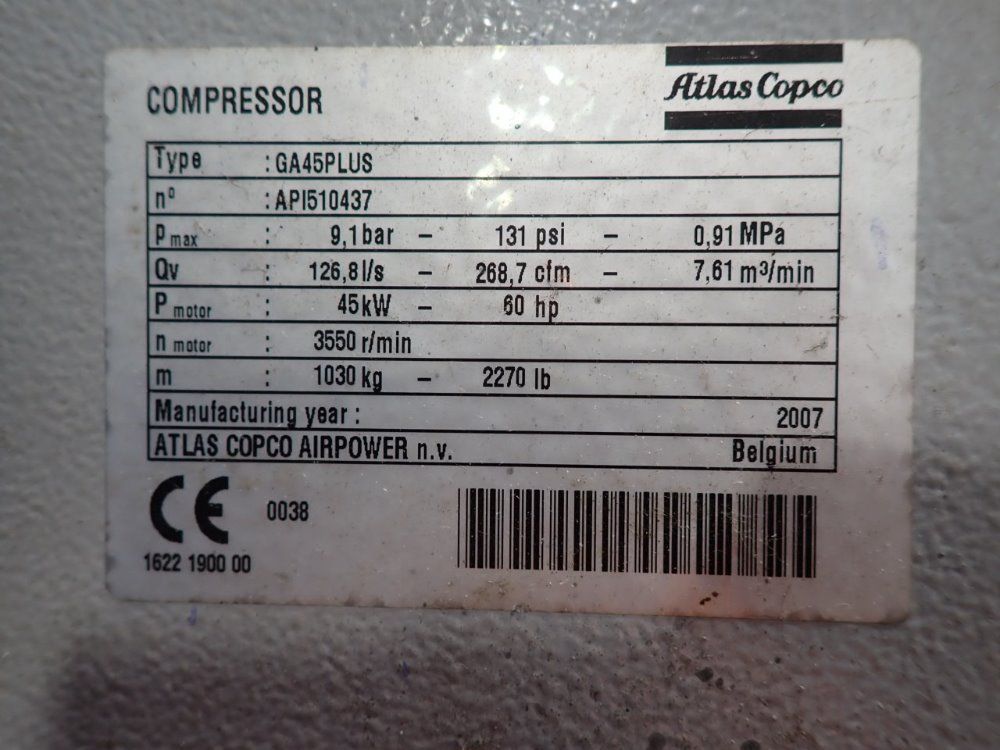 COMPRESSOR
Atlas Copco
Type : GA45PLUS
nº : API510437
Pmax : 9,1 bar – 131 psi – 0,91 MPa
Qv : 126,8 l/s – 268,7 cfm – 7,61 m³/min
P motor : 45 kW – 60 hp
n motor : 3550 r/min
m : 1030 kg – 2270 lb
Manufacturing year : 2007
ATLAS COPCO AIRPOWER n.v. Belgium
CE 0038
1622 1900 00